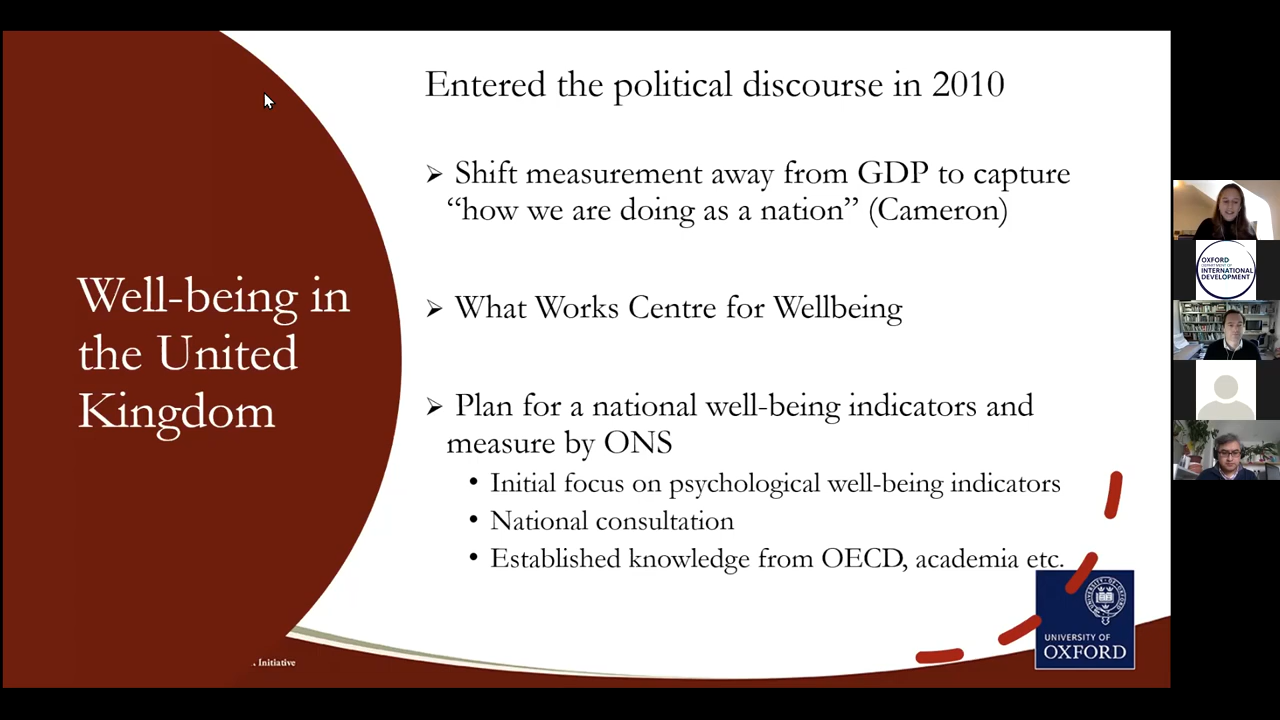 Well-being in
the United
Kingdom
Entered the political discourse in 2010
Shift measurement away from GDP to capture
“how we are doing as a nation” (Cameron)
What Works Centre for Wellbeing
Plan for a national well-being indicators and
measure by ONS
• Initial focus on psychological well-being indicators
• National consultation
• Established knowledge from OECD, academia etc.
Initiative
UNIVERSITY OF
OXFORD
OXFORD
DEPARTMENT OF
INTERNATIONAL
DEVELOPMENT